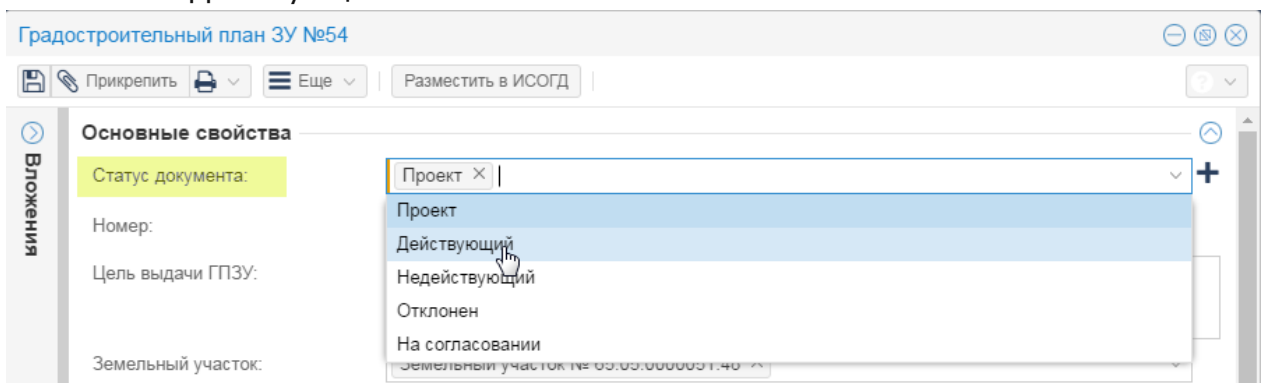 Градостроительный план ЗУ №54
Прикрепить Еще Разместить в ИСОГД
Основные свойства
Вложения
Статус документа: Проект
Проект
Номер:
Действующий
Цель выдачи ГПЗУ:
Недействующий
Отклонен
На согласовании
Земельный участок: